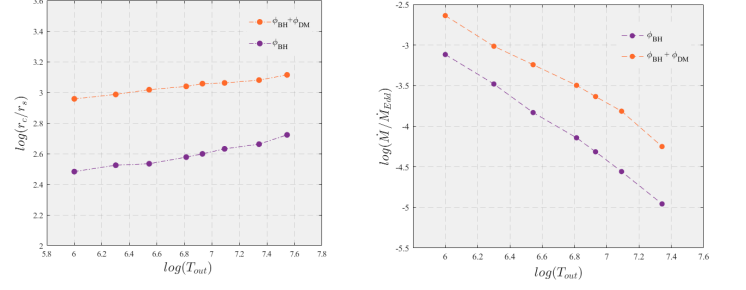 3.6
3.4
3.2
3
2.8
2.6
2.4
2.2
2
5.8 6 6.2 6.4 6.6 6.8 7 7.2 7.4 7.6 7.8
log(T_out)
log(r_c/r_s)
ϕ_BH+ϕ_DM
ϕ_BH
-2.5
-3
-3.5
-4
-4.5
-5
-5.5
6 6.2 6.4 6.6 6.8 7 7.2 7.4 7.6
log(T_out)
log(Ṁ/Ṁ_Edd)
ϕ_BH
ϕ_BH + ϕ_DM